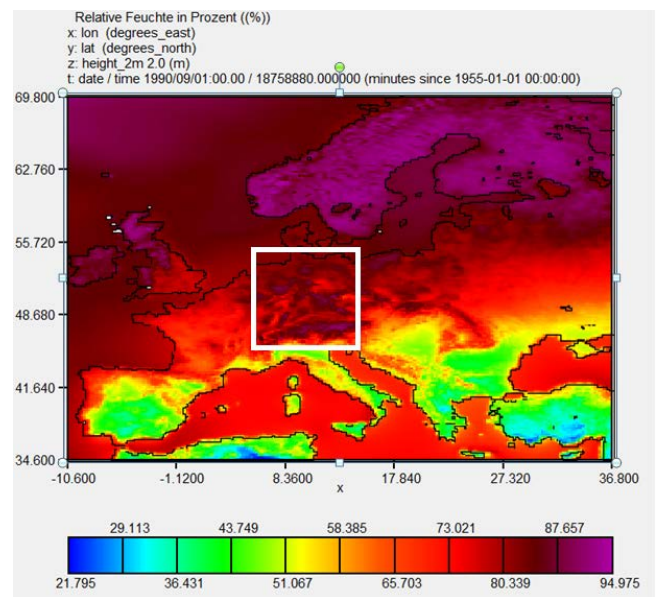 Relative Feuchte in Prozent ((%))
x: lon (degrees_east)
y: lat (degrees_north)
z: height_2m 2.0 (m)
t: date / time 1990/09/01:00.00 / 18758880.000000 (minutes since 1955-01-01 00:00:00)
69.800
62.760
55.720
48.680
41.640
34.600
-10.600 -1.1200 8.3600 17.840 27.320 36.800
x
29.113 43.749 58.385 73.021 87.657
21.795 36.431 51.067 65.703 80.339 94.975